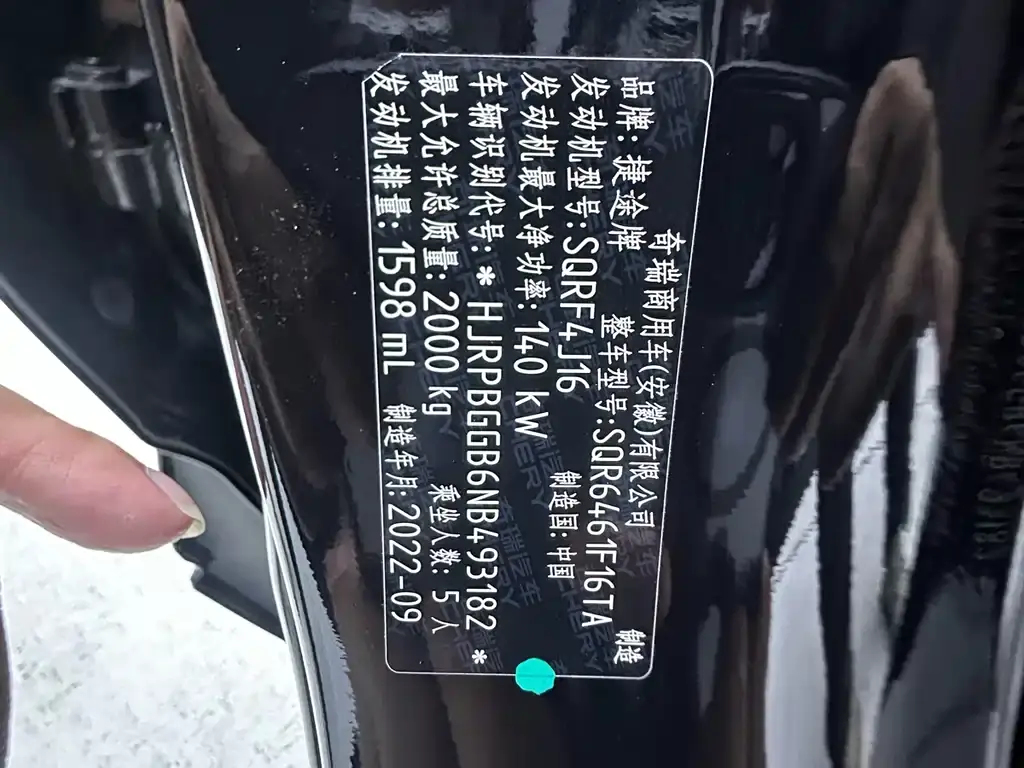 奇瑞商用车(安徽)有限公司 制造
品牌: 捷途牌 整车型号:SQR6461F16TA
发动机型号:SQRF4J16 制造国: 中国
发动机最大净功率: 140 kW
车辆识别代号: *HJRPBGGB6NB493182*
最大允许总质量: 2000 kg 乘坐人数: 5人
发动机排量: 1598 mL 制造年月: 2022-09